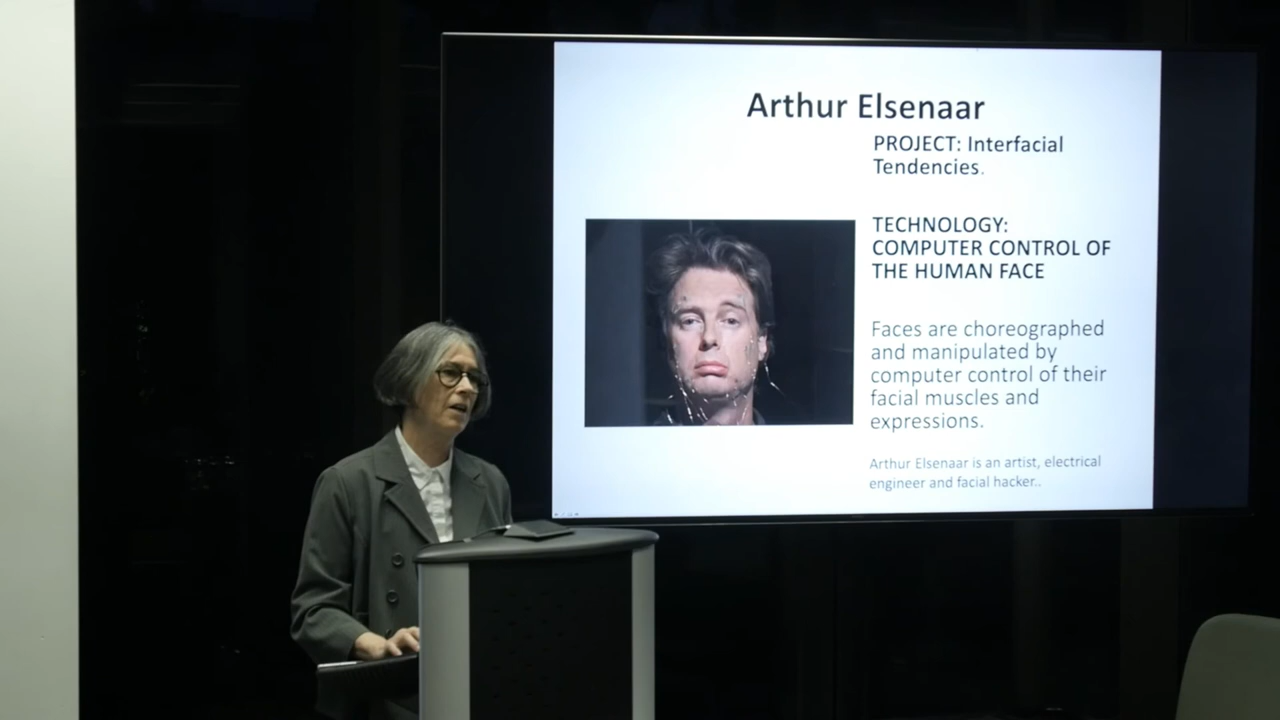 Arthur Elsenaar
PROJECT: Interfacial
Tendencies.
TECHNOLOGY:
COMPUTER CONTROL OF
THE HUMAN FACE
Faces are choreographed
and manipulated by
computer control of their
facial muscles and
expressions.
Arthur Elsenaar is an artist, electrical
engineer and facial hacker..